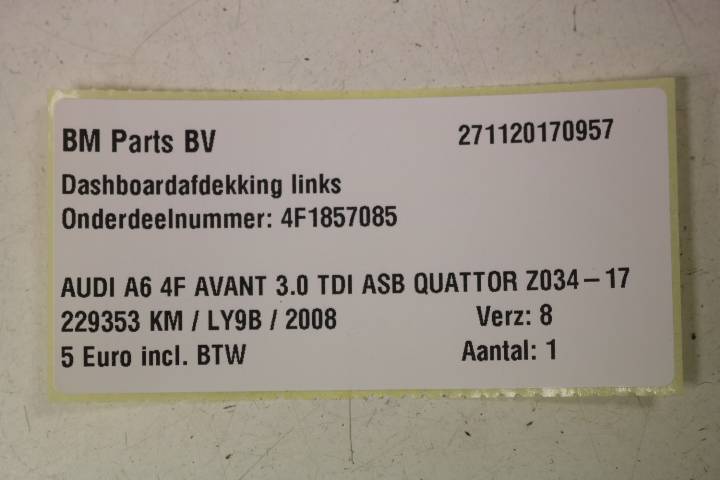 BM Parts BV 271120170957
Dashboardafdekking links
Onderdeelnummer: 4F1857085
AUDI A6 4F AVANT 3.0 TDI ASB QUATTOR Z034-17
229353 KM / LY9B / 2008 Verz: 8
5 Euro incl. BTW Aantal: 1